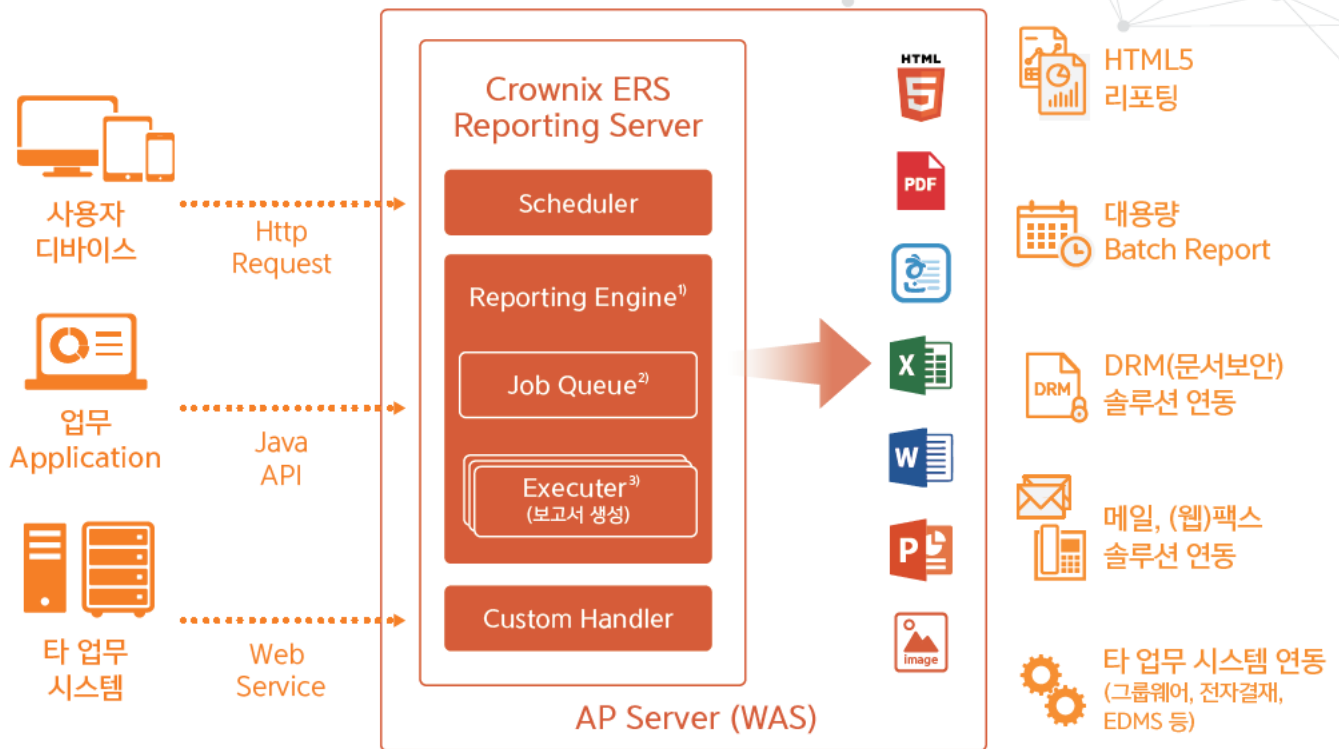 사용자
디바이스
Http
Request
업무
Application
Java
API
타 업무
시스템
Web
Service
Crownix ERS
Reporting Server
Scheduler
Reporting Engine1)
Job Queue2)
Executer3)
(보고서 생성)
Custom Handler
AP Server (WAS)
HTML
5
PDF
한
X
W
P
image
HTML5
리포팅
대용량
Batch Report
DRM
DRM(문서보안)
솔루션 연동
메일, (웹)팩스
솔루션 연동
타 업무 시스템 연동
(그룹웨어, 전자결재,
EDMS 등)